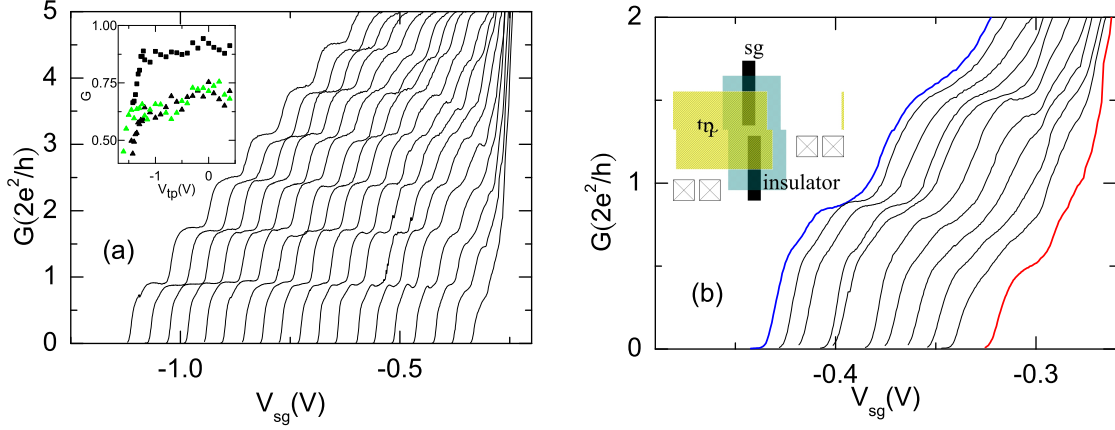 5
4
3
2
1
0
G(2e²/h)
-1.0
-0.5
V_sg(V)
(a)
1.00
0.75
0.50
G
-1
0
V_tp(V)
2
1
0
G(2e²/h)
-0.4
-0.3
V_sg(V)
(b)
sg
insulator